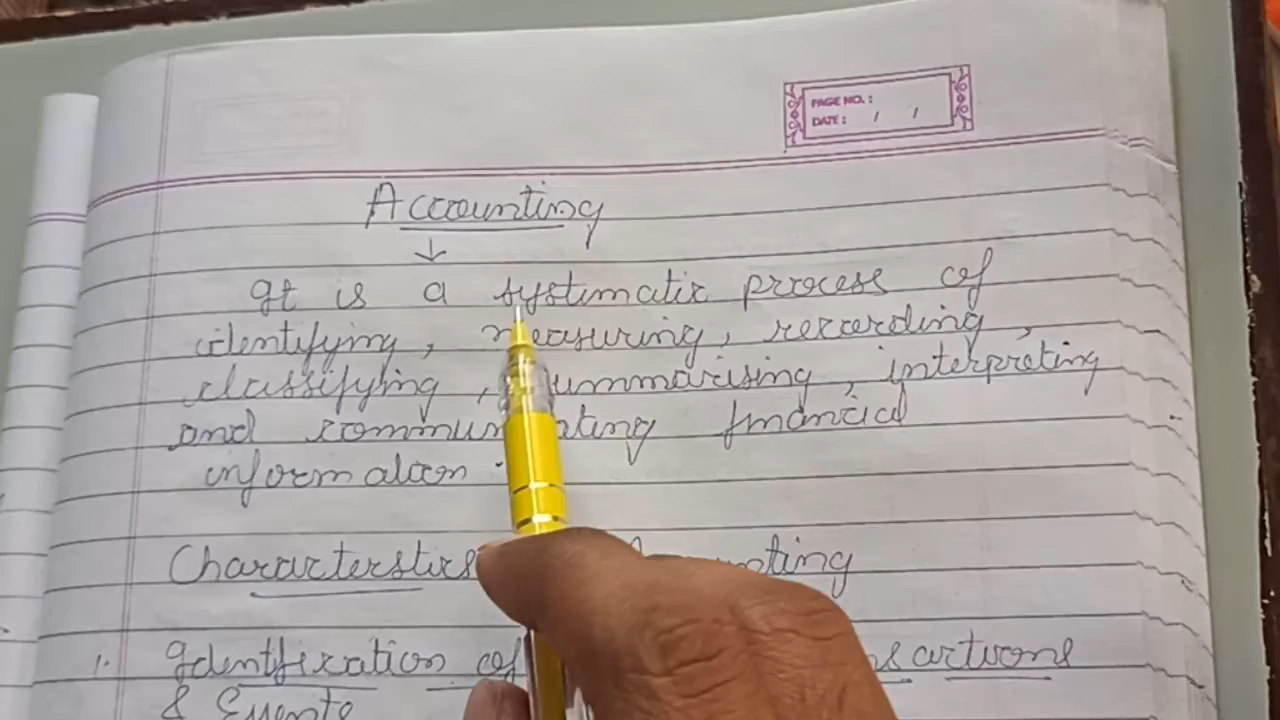 PAGE NO. :
DATE : / /
Accounting
↓
It is a systematic process of
identifying, measuring, recording,
classifying, summarising, interpreting
and communicating financial
information.
Characterstics Accounting
1. Identification of
& Events